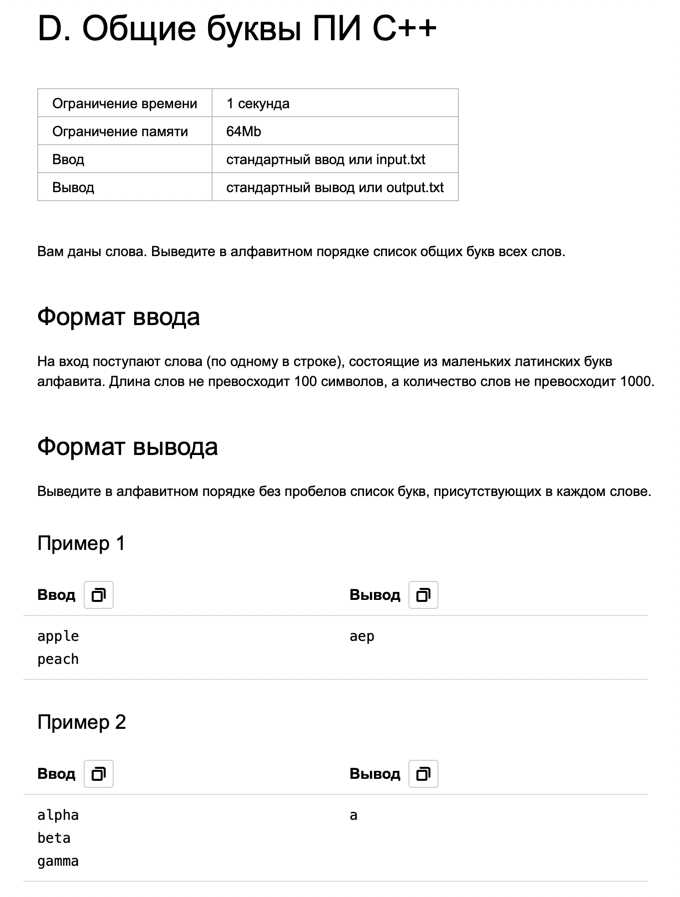 D. Общие буквы ПИ C++
Ограничение времени 1 секунда
Ограничение памяти 64Mb
Ввод стандартный ввод или input.txt
Вывод стандартный вывод или output.txt
Вам даны слова. Выведите в алфавитном порядке список общих букв всех слов.
Формат ввода
На вход поступают слова (по одному в строке), состоящие из маленьких латинских букв
алфавита. Длина слов не превосходит 100 символов, а количество слов не превосходит 1000.
Формат вывода
Выведите в алфавитном порядке без пробелов список букв, присутствующих в каждом слове.
Пример 1
Ввод Вывод
apple aep
peach
Пример 2
Ввод Вывод
alpha a
beta
gamma